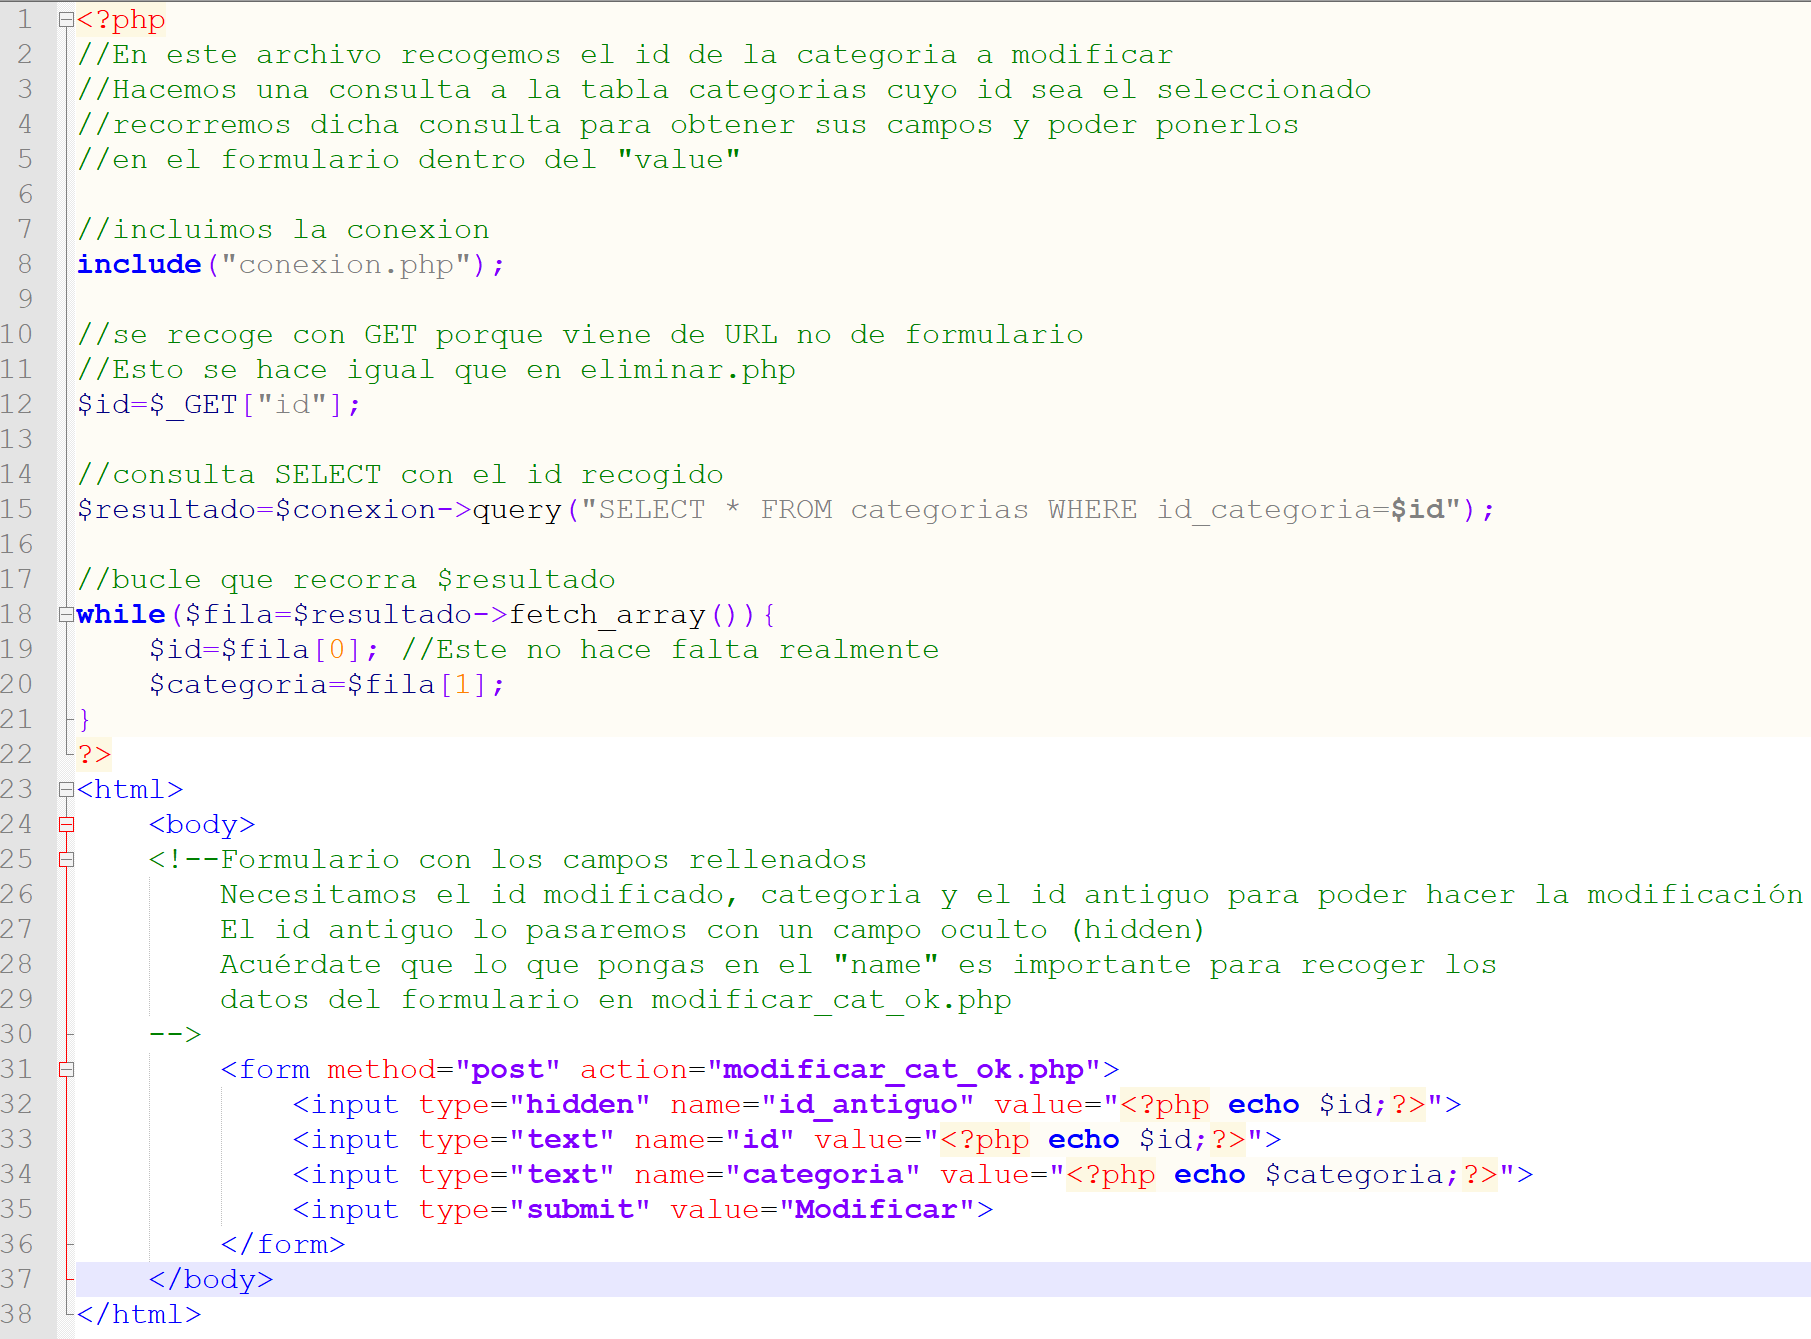 1 <?php
2 //En este archivo recogemos el id de la categoria a modificar
3 //Hacemos una consulta a la tabla categorias cuyo id sea el seleccionado
4 //recorremos dicha consulta para obtener sus campos y poder ponerlos
5 //en el formulario dentro del "value"
6
7 //incluimos la conexion
8 include("conexion.php");
9
10 //se recoge con GET porque viene de URL no de formulario
11 //Esto se hace igual que en eliminar.php
12 $id=$_GET["id"];
13
14 //consulta SELECT con el id recogido
15 $resultado=$conexion->query("SELECT * FROM categorias WHERE id_categoria=$id");
16
17 //bucle que recorra $resultado
18 while($fila=$resultado->fetch_array()){
19     $id=$fila[0]; //Este no hace falta realmente
20     $categoria=$fila[1];
21 }
22 ?>
23 <html>
24     <body>
25     <!--Formulario con los campos rellenados
26         Necesitamos el id modificado, categoria y el id antiguo para poder hacer la modificación
27         El id antiguo lo pasaremos con un campo oculto (hidden)
28         Acuérdate que lo que pongas en el "name" es importante para recoger los
29         datos del formulario en modificar_cat_ok.php
30     -->
31         <form method="post" action="modificar_cat_ok.php">
32             <input type="hidden" name="id_antiguo" value="<?php echo $id;?>">
33             <input type="text" name="id" value="<?php echo $id;?>">
34             <input type="text" name="categoria" value="<?php echo $categoria;?>">
35             <input type="submit" value="Modificar">
36         </form>
37     </body>
38 </html>